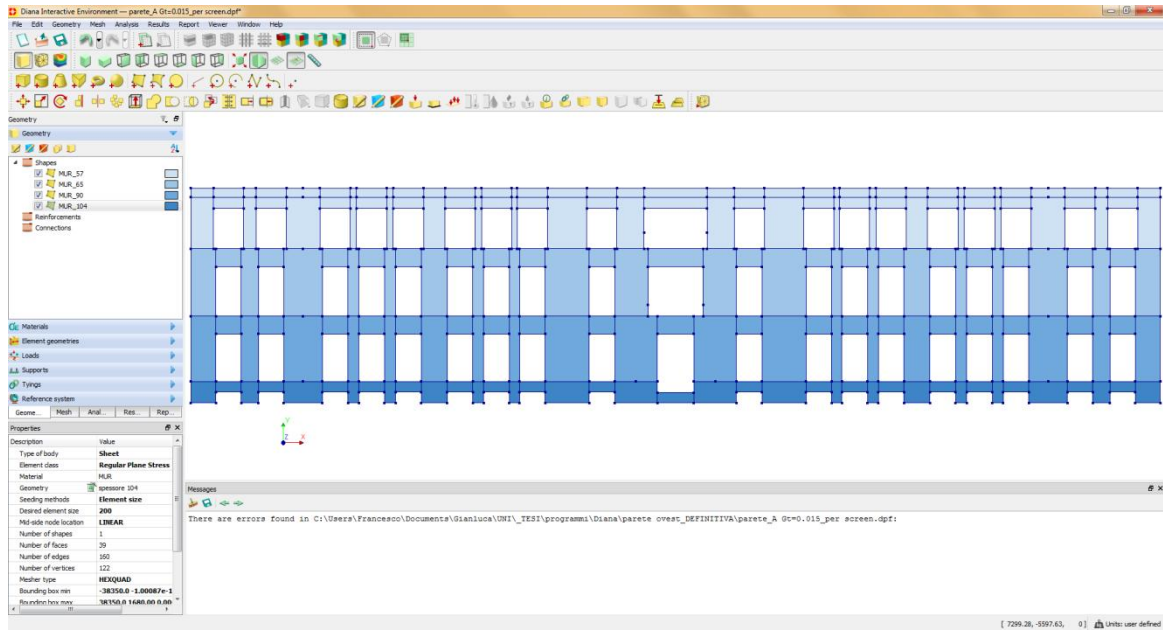 Diana Interactive Environment — parete_A Gt=0.015_per screen.dpf*
File Edit Geometry Mesh Analysis Results Report Viewer Window Help
Geometry
Geometry
Shapes
MUR_57
MUR_65
MUR_90
MUR_104
Reinforcements
Connections
Materials
Element geometries
Loads
Supports
Tyings
Reference system
Geome... Mesh Anal... Res... Rep...
Properties
Description Value
Type of body Sheet
Element class Regular Plane Stress
Material MUR
Geometry spessore 104
Seeding methods Element size
Desired element size 200
Mid-side node location LINEAR
Number of shapes 1
Number of faces 39
Number of edges 160
Number of vertices 122
Mesher type HEXQUAD
Bounding box min -38350.0 -1.00087e-1
Bounding box max 38350.0 1680.00 0.00
Y
Z X
Messages
There are errors found in C:\Users\Francesco\Documents\Gianluca\UNI\_TESI\programmi\Diana\parete ovest_DEFINITIVA\parete_A Gt=0.015_per screen.dpf:
[ 7299.28, -5597.63, 0 ] Units: user defined